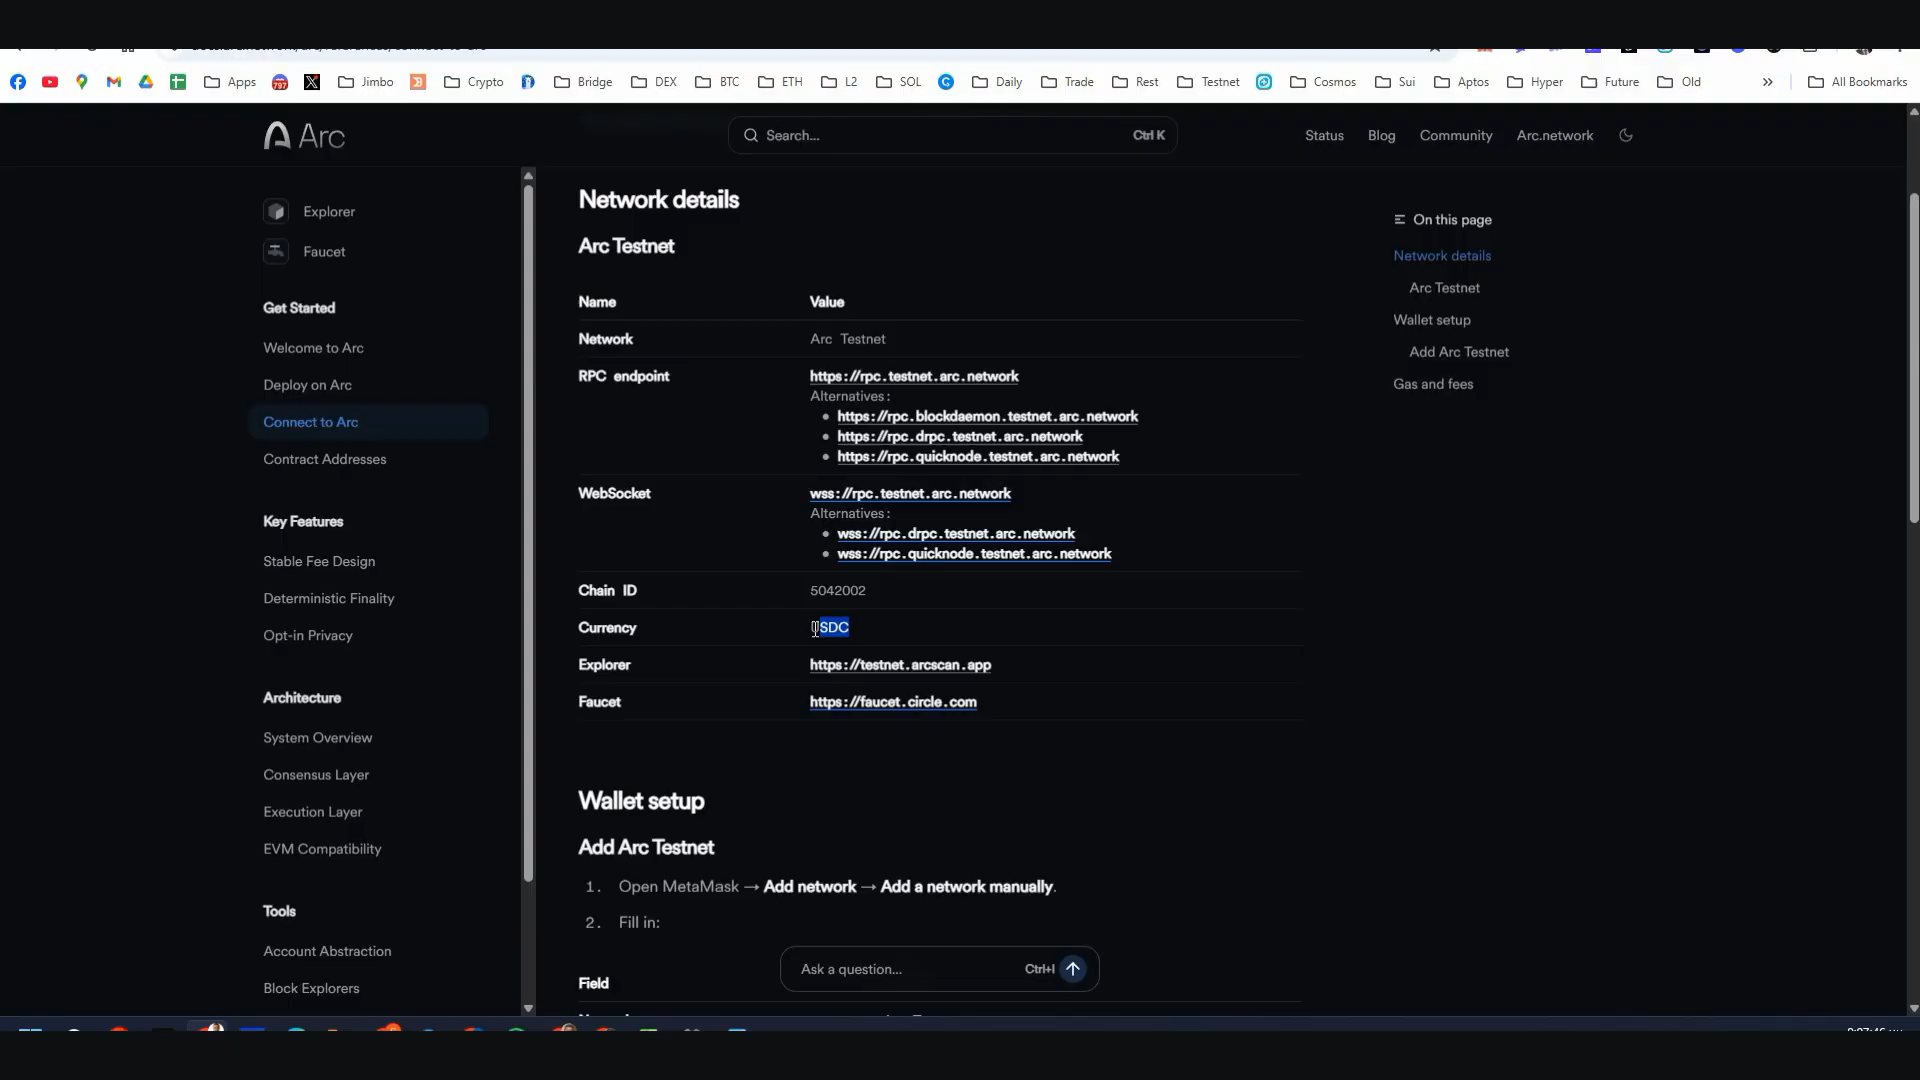 Apps
Jimbo
Crypto
Bridge
DEX
BTC
ETH
L2
SOL
Daily
Trade
Rest
Testnet
Cosmos
Sui
Aptos
Hyper
Future
Old
»
All Bookmarks
Arc
Search...
Ctrl K
Status
Blog
Community
Arc.network
Explorer
Faucet
Get Started
Welcome to Arc
Deploy on Arc
Connect to Arc
Contract Addresses
Key Features
Stable Fee Design
Deterministic Finality
Opt-in Privacy
Architecture
System Overview
Consensus Layer
Execution Layer
EVM Compatibility
Tools
Account Abstraction
Block Explorers
Network details
Arc Testnet
Name Value
Network Arc Testnet
RPC endpoint https://rpc.testnet.arc.network
Alternatives:
• https://rpc.blockdaemon.testnet.arc.network
• https://rpc.drpc.testnet.arc.network
• https://rpc.quicknode.testnet.arc.network
WebSocket wss://rpc.testnet.arc.network
Alternatives:
• wss://rpc.drpc.testnet.arc.network
• wss://rpc.quicknode.testnet.arc.network
Chain ID 5042002
Currency USDC
Explorer https://testnet.arcscan.app
Faucet https://faucet.circle.com
Wallet setup
Add Arc Testnet
1. Open MetaMask → Add network → Add a network manually.
2. Fill in:
Field
Ask a question...
Ctrl+I
On this page
Network details
Arc Testnet
Wallet setup
Add Arc Testnet
Gas and fees